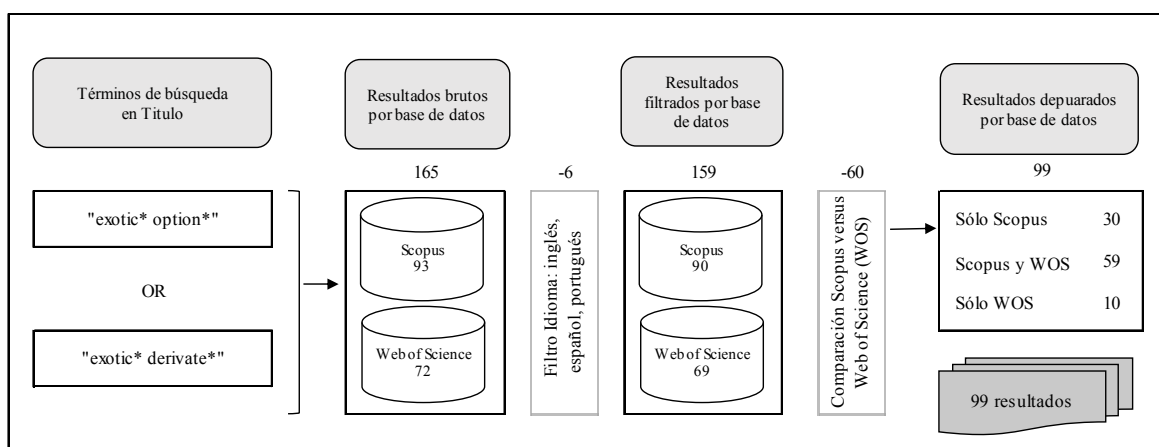 Términos de búsqueda
en Titulo
Resultados brutos
por base de datos
Resultados
filtrados por base
de datos
Resultados depuarados
por base de datos
165
-6
159
-60
99
"exotic* option*"
OR
"exotic* derivate*"
Scopus
93
Web of Science
72
Filtro Idioma: inglés,
español, portugués
Scopus
90
Web of Science
69
Comparación Scopus versus
Web of Science (WOS)
Sólo Scopus 30
Scopus y WOS 59
Sólo WOS 10
99 resultados